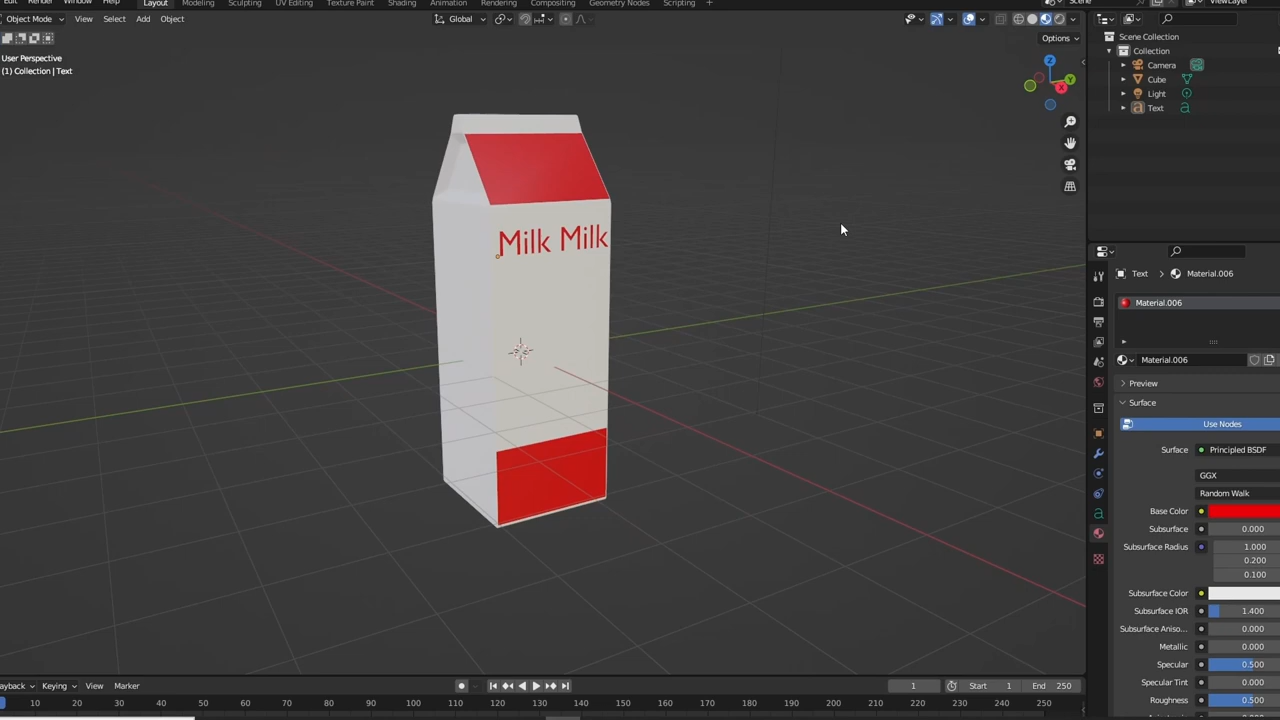 Edit Render Window Help Layout Modeling Sculpting UV Editing Texture Paint Shading Animation Rendering Compositing Geometry Nodes Scripting + Scene ViewLayer
Object Mode View Select Add Object Global
Options
User Perspective
(1) Collection | Text
Z
Y
X
Milk Milk
Scene Collection
Collection
Camera
Cube
Light
Text
Text > Material.006
Material.006
Material.006
Preview
Surface
Use Nodes
Surface Principled BSDF
GGX
Random Walk
Base Color
Subsurface 0.000
Subsurface Radius 1.000
0.200
0.100
Subsurface Color
Subsurface IOR 1.400
Subsurface Aniso... 0.000
Metallic 0.000
Specular 0.500
Specular Tint 0.000
Roughness 0.500
ayback Keying View Marker 1 Start 1 End 250
10 20 30 40 50 60 70 80 90 100 110 120 130 140 150 160 170 180 190 200 210 220 230 240 250